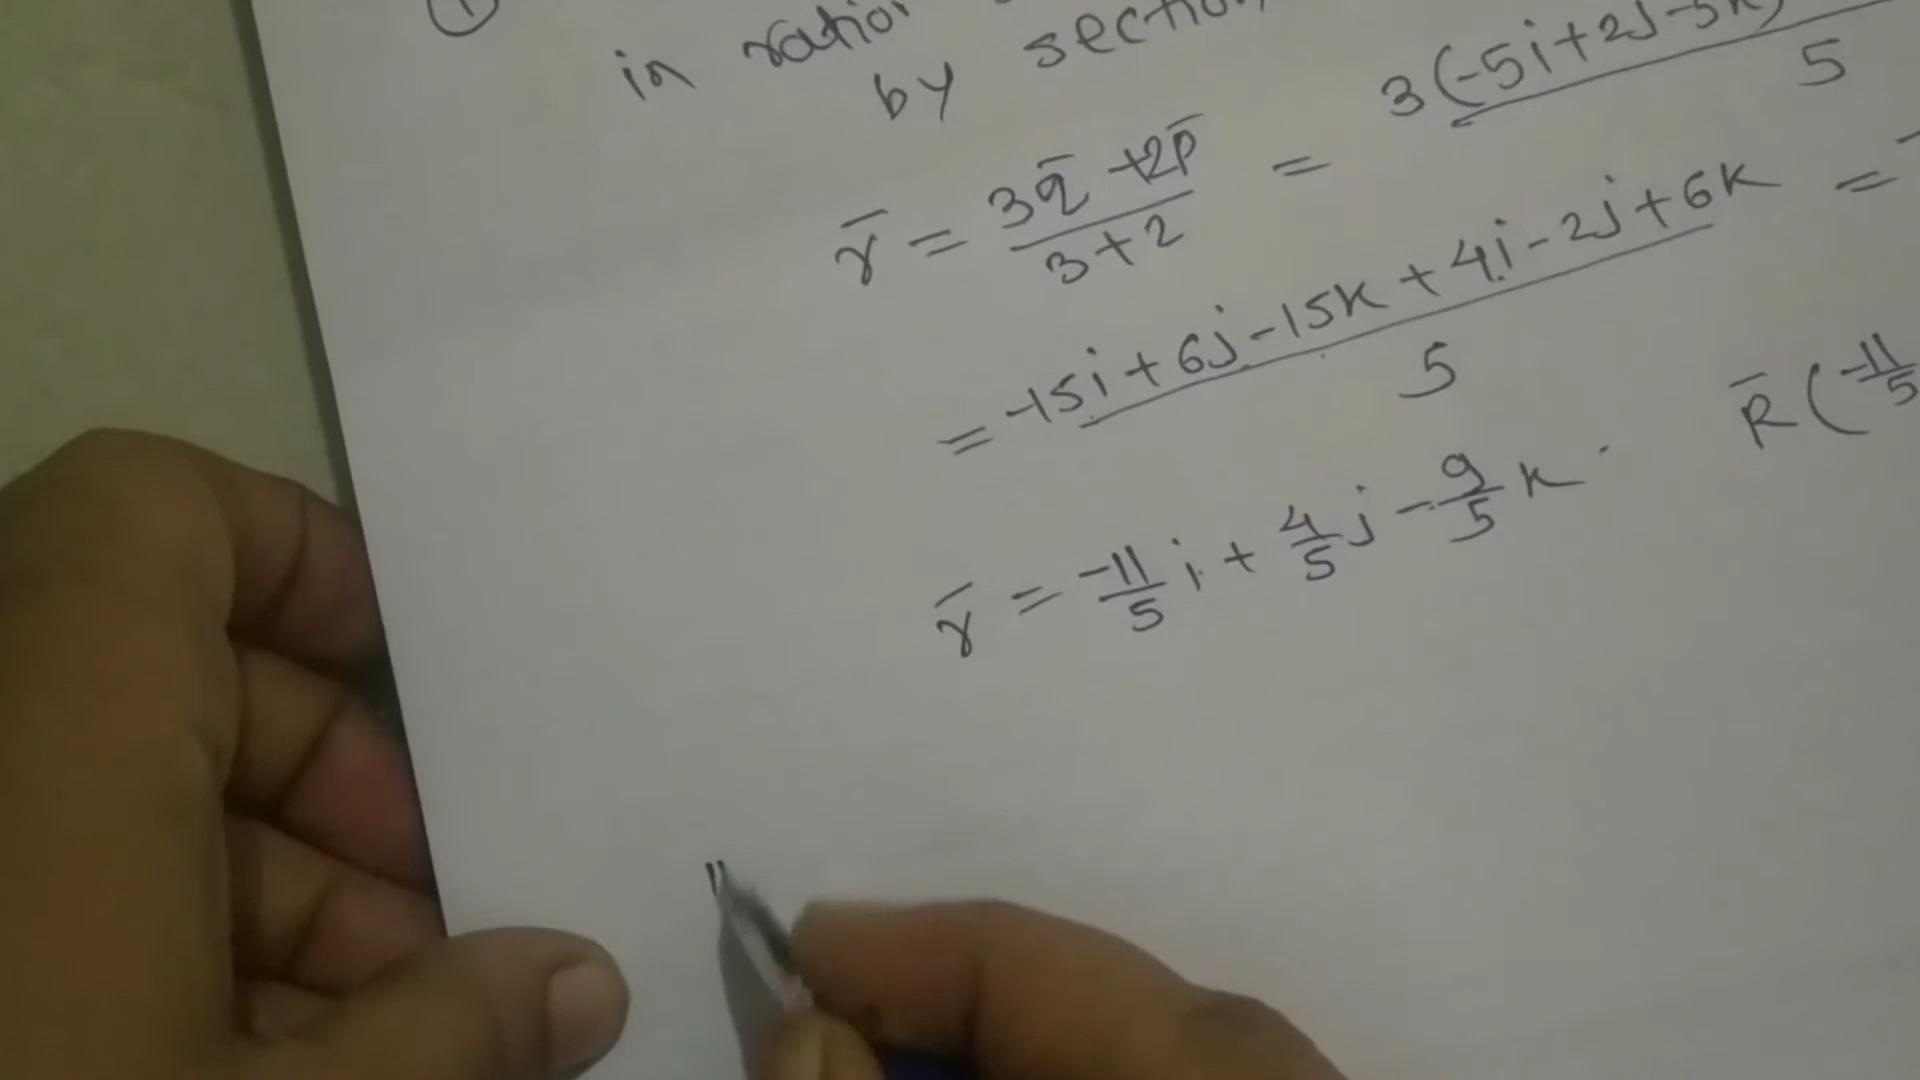 ①
in ratio
by section
r̄ = (3q̄ + 2p̄)/(3+2) = 3(-5i+2j-5k)/5
= (-15i + 6j - 15k + 4i - 2j + 6k)/5 =
r̄ = -11/5 i + 4/5 j - 9/5 k. R̄(-11/5